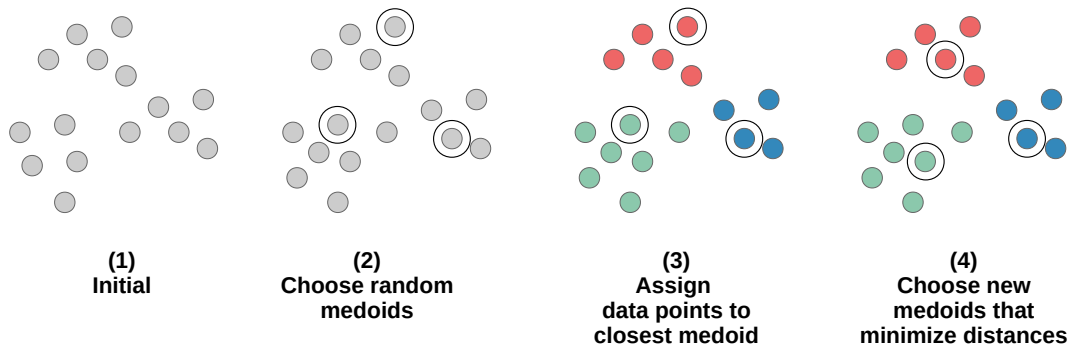 (1)
Initial
(2)
Choose random
medoids
(3)
Assign
data points to
closest medoid
(4)
Choose new
medoids that
minimize distances